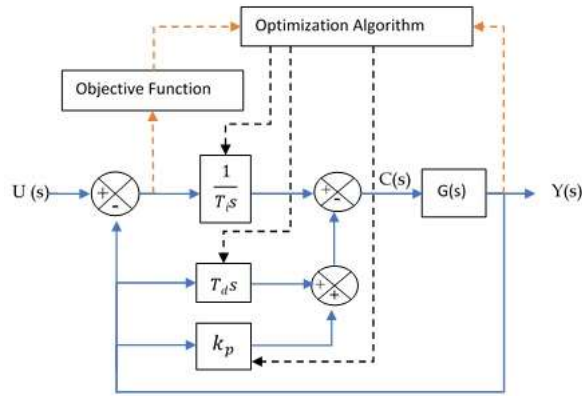 Optimization Algorithm
Objective Function
U (s)
+
-
1
T_i s
+
-
C(s)
G(s)
Y(s)
T_d s
+
+
k_p